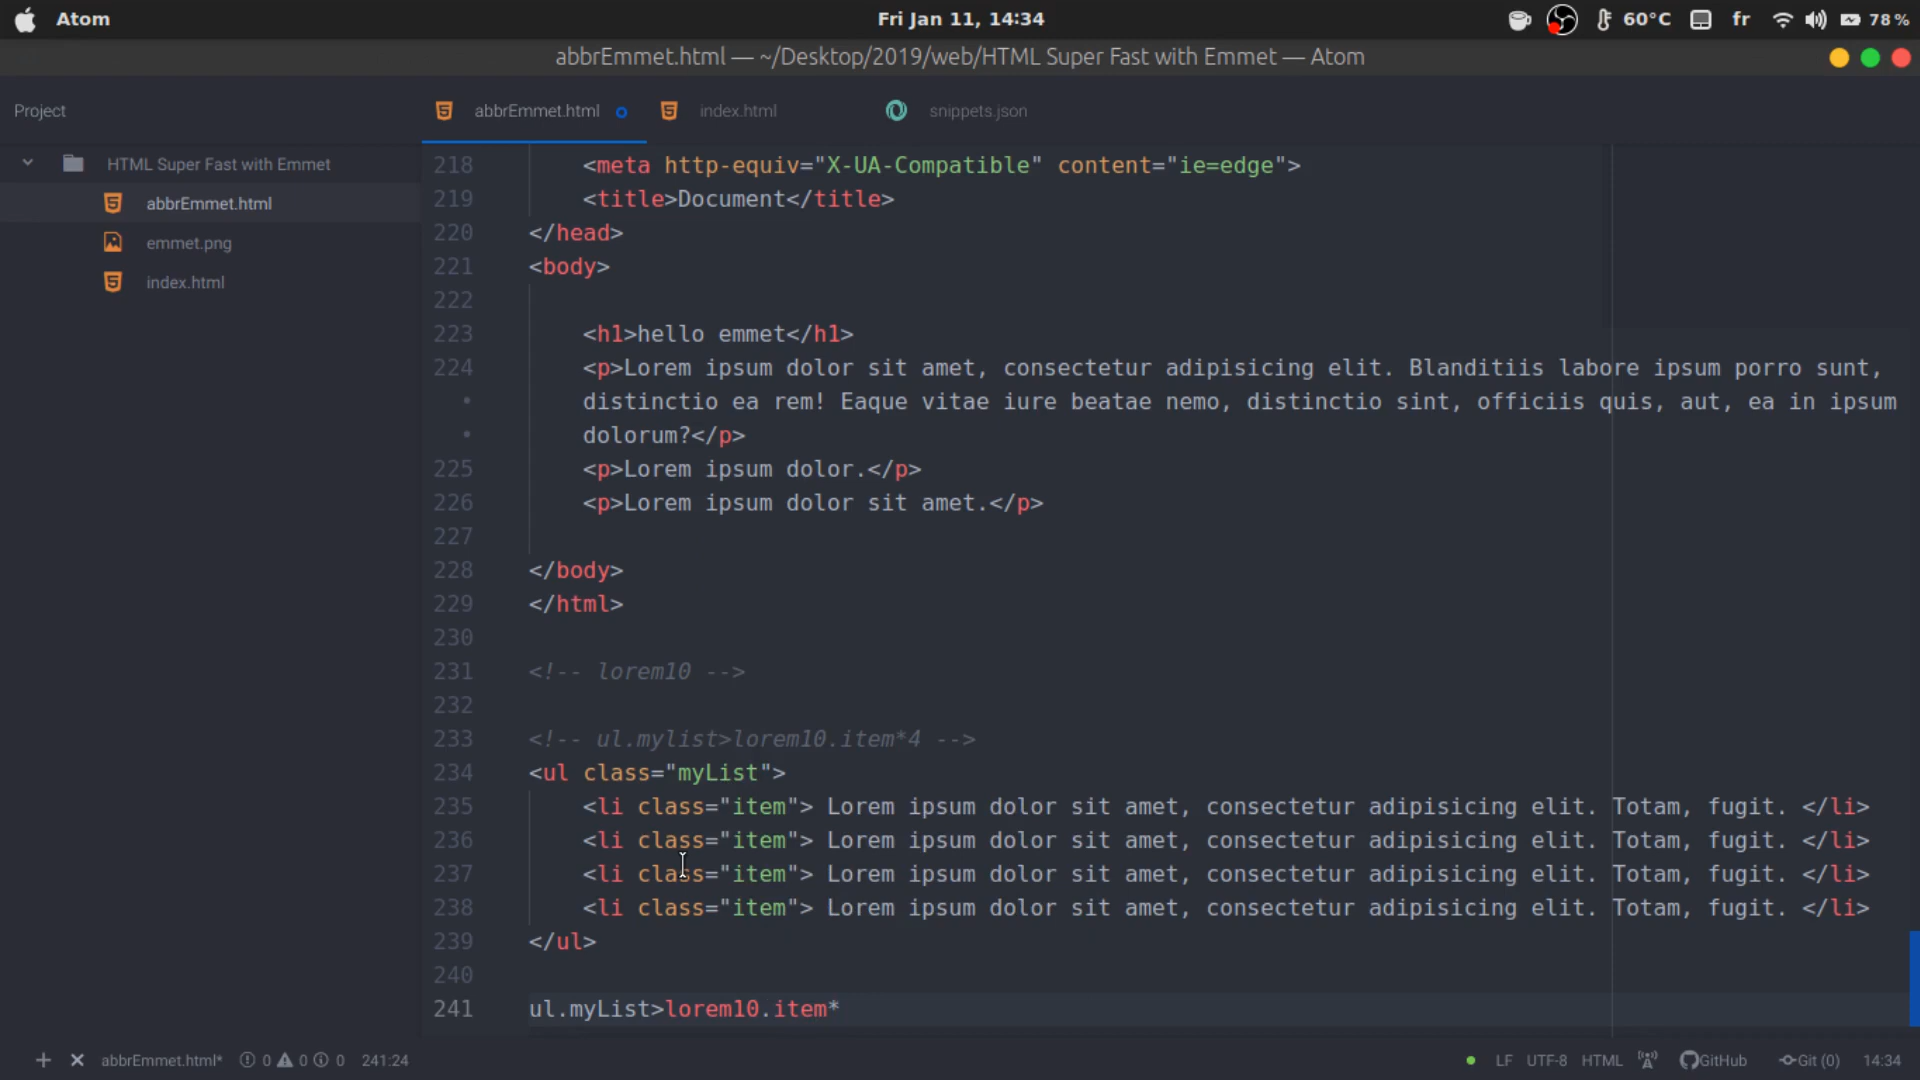 Atom
Fri Jan 11, 14:34
60°C
fr
78%
abbrEmmet.html — ~/Desktop/2019/web/HTML Super Fast with Emmet — Atom
Project
abbrEmmet.html
index.html
snippets.json
HTML Super Fast with Emmet
abbrEmmet.html
emmet.png
index.html
218 <meta http-equiv="X-UA-Compatible" content="ie=edge">
219 <title>Document</title>
220 </head>
221 <body>
222
223 <h1>hello emmet</h1>
224 <p>Lorem ipsum dolor sit amet, consectetur adipisicing elit. Blanditiis labore ipsum porro sunt,
• distinctio ea rem! Eaque vitae iure beatae nemo, distinctio sint, officiis quis, aut, ea in ipsum
• dolorum?</p>
225 <p>Lorem ipsum dolor.</p>
226 <p>Lorem ipsum dolor sit amet.</p>
227
228 </body>
229 </html>
230
231 <!-- lorem10 -->
232
233 <!-- ul.mylist>lorem10.item*4 -->
234 <ul class="myList">
235 <li class="item"> Lorem ipsum dolor sit amet, consectetur adipisicing elit. Totam, fugit. </li>
236 <li class="item"> Lorem ipsum dolor sit amet, consectetur adipisicing elit. Totam, fugit. </li>
237 <li class="item"> Lorem ipsum dolor sit amet, consectetur adipisicing elit. Totam, fugit. </li>
238 <li class="item"> Lorem ipsum dolor sit amet, consectetur adipisicing elit. Totam, fugit. </li>
239 </ul>
240
241 ul.myList>lorem10.item*
abbrEmmet.html* 0 0 0 241:24
LF UTF-8 HTML GitHub Git (0) 14:34